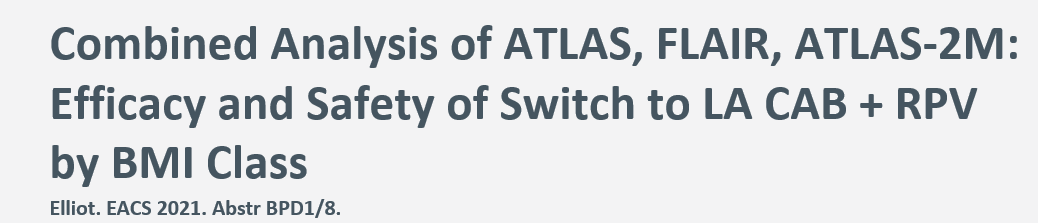 Combined Analysis of ATLAS, FLAIR, ATLAS-2M:
Efficacy and Safety of Switch to LA CAB + RPV
by BMI Class
Elliot. EACS 2021. Abstr BPD1/8.